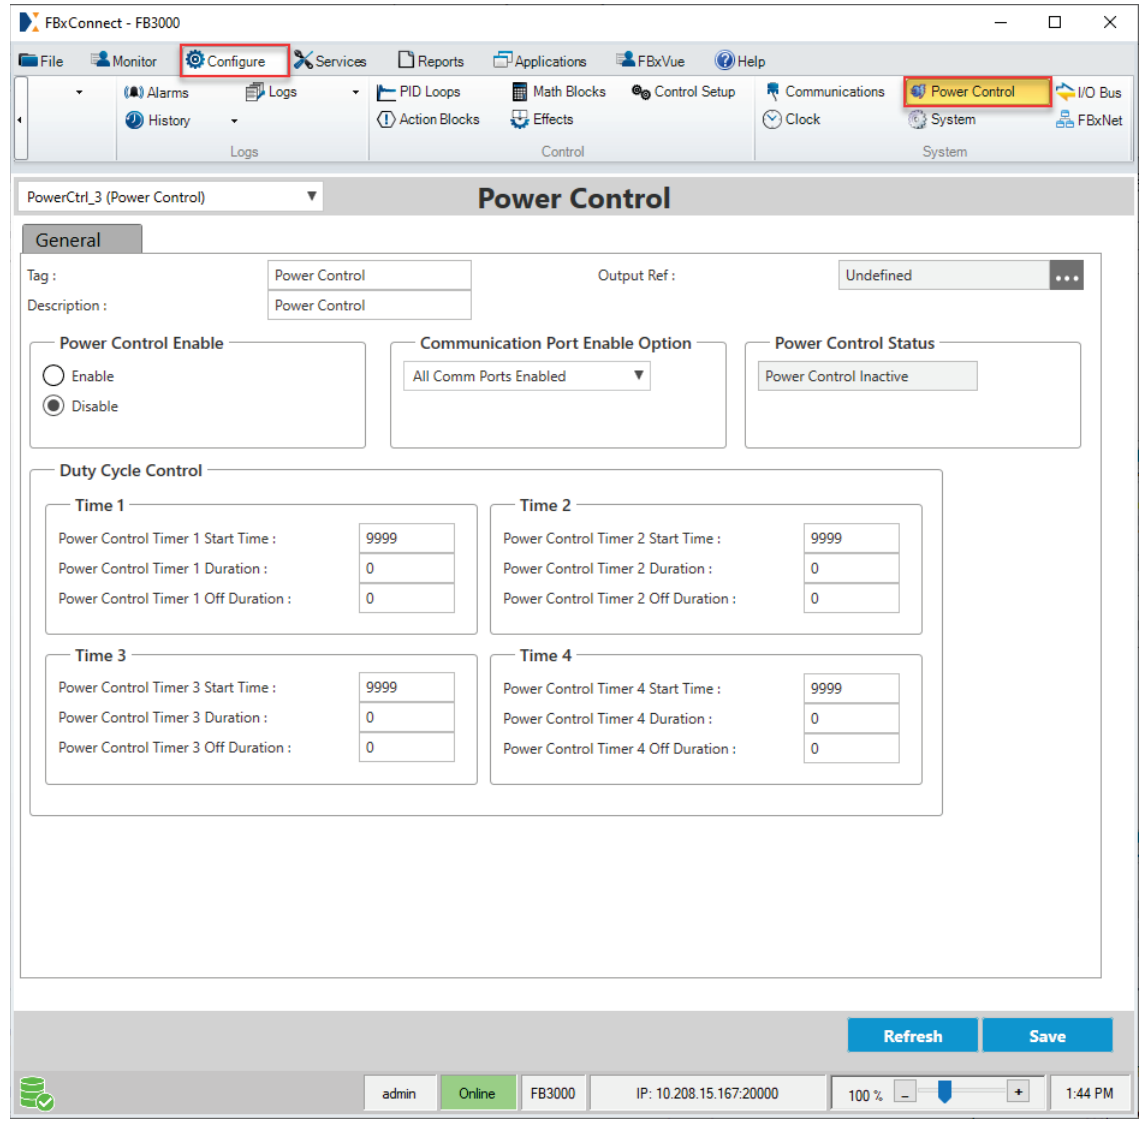 FBxConnect - FB3000
File Monitor Configure Services Reports Applications FBxVue Help
Alarms Logs PID Loops Math Blocks Control Setup Communications Power Control I/O Bus
History Action Blocks Effects Clock System FBxNet
Logs Control System
PowerCtrl_3 (Power Control) Power Control
General
Tag : Power Control Output Ref : Undefined ...
Description : Power Control
Power Control Enable Communication Port Enable Option Power Control Status
Enable All Comm Ports Enabled Power Control Inactive
Disable
Duty Cycle Control
Time 1 Time 2
Power Control Timer 1 Start Time : 9999 Power Control Timer 2 Start Time : 9999
Power Control Timer 1 Duration : 0 Power Control Timer 2 Duration : 0
Power Control Timer 1 Off Duration : 0 Power Control Timer 2 Off Duration : 0
Time 3 Time 4
Power Control Timer 3 Start Time : 9999 Power Control Timer 4 Start Time : 9999
Power Control Timer 3 Duration : 0 Power Control Timer 4 Duration : 0
Power Control Timer 3 Off Duration : 0 Power Control Timer 4 Off Duration : 0
Refresh Save
admin Online FB3000 IP: 10.208.15.167:20000 100 % - + 1:44 PM